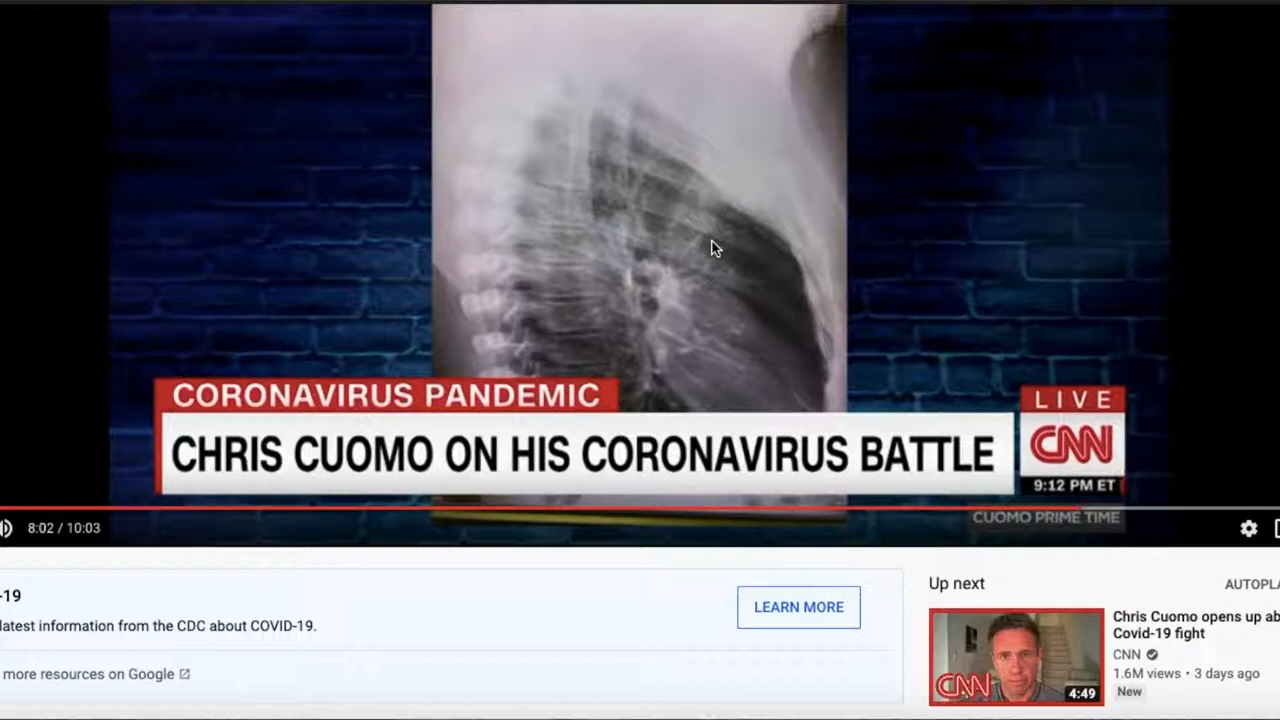 CORONAVIRUS PANDEMIC
CHRIS CUOMO ON HIS CORONAVIRUS BATTLE
LIVE
CNN
9:12 PM ET
CUOMO PRIME TIME
8:02 / 10:03
-19
latest information from the CDC about COVID-19.
LEARN MORE
more resources on Google
Up next
AUTOPLA
Chris Cuomo opens up ab
Covid-19 fight
CNN
1.6M views • 3 days ago
New
CNN
4:49